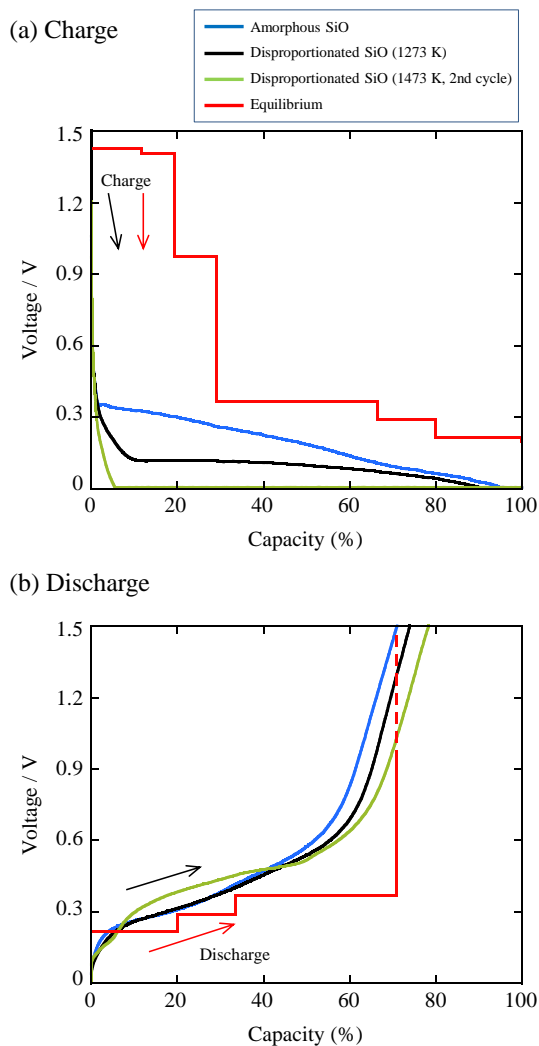 (a) Charge
Amorphous SiO
Disproportionated SiO (1273 K)
Disproportionated SiO (1473 K, 2nd cycle)
Equilibrium
1.5
1.2
0.9
0.6
0.3
0
Voltage / V
Charge
0 20 40 60 80 100
Capacity (%)
(b) Discharge
1.5
1.2
0.9
0.6
0.3
0
Voltage / V
Discharge
0 20 40 60 80 100
Capacity (%)